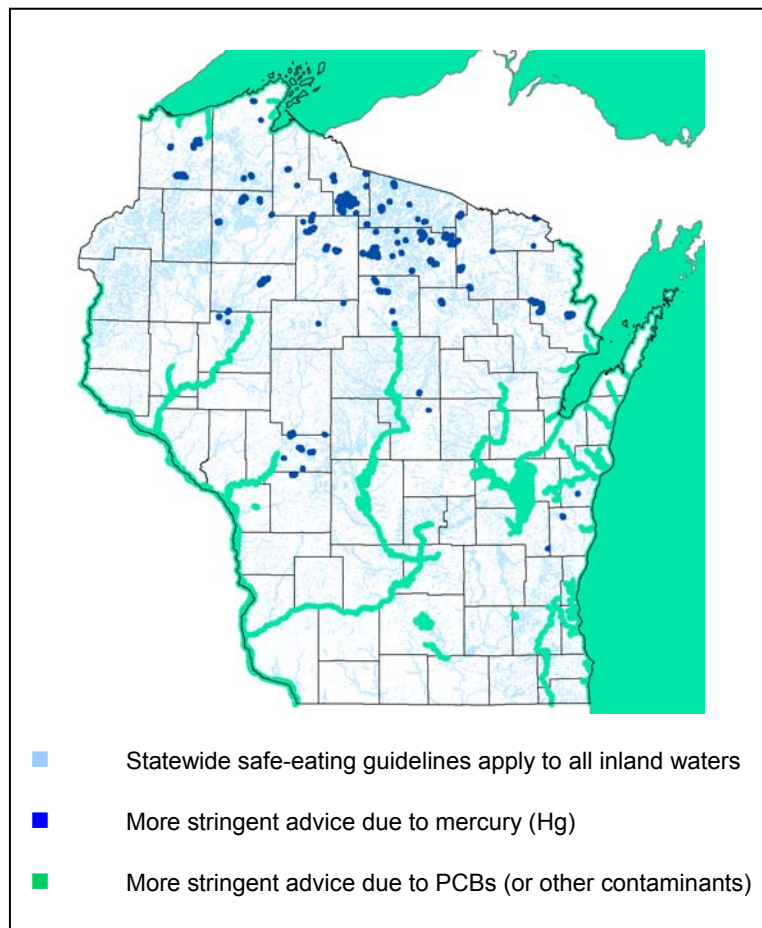 Statewide safe-eating guidelines apply to all inland waters
More stringent advice due to mercury (Hg)
More stringent advice due to PCBs (or other contaminants)